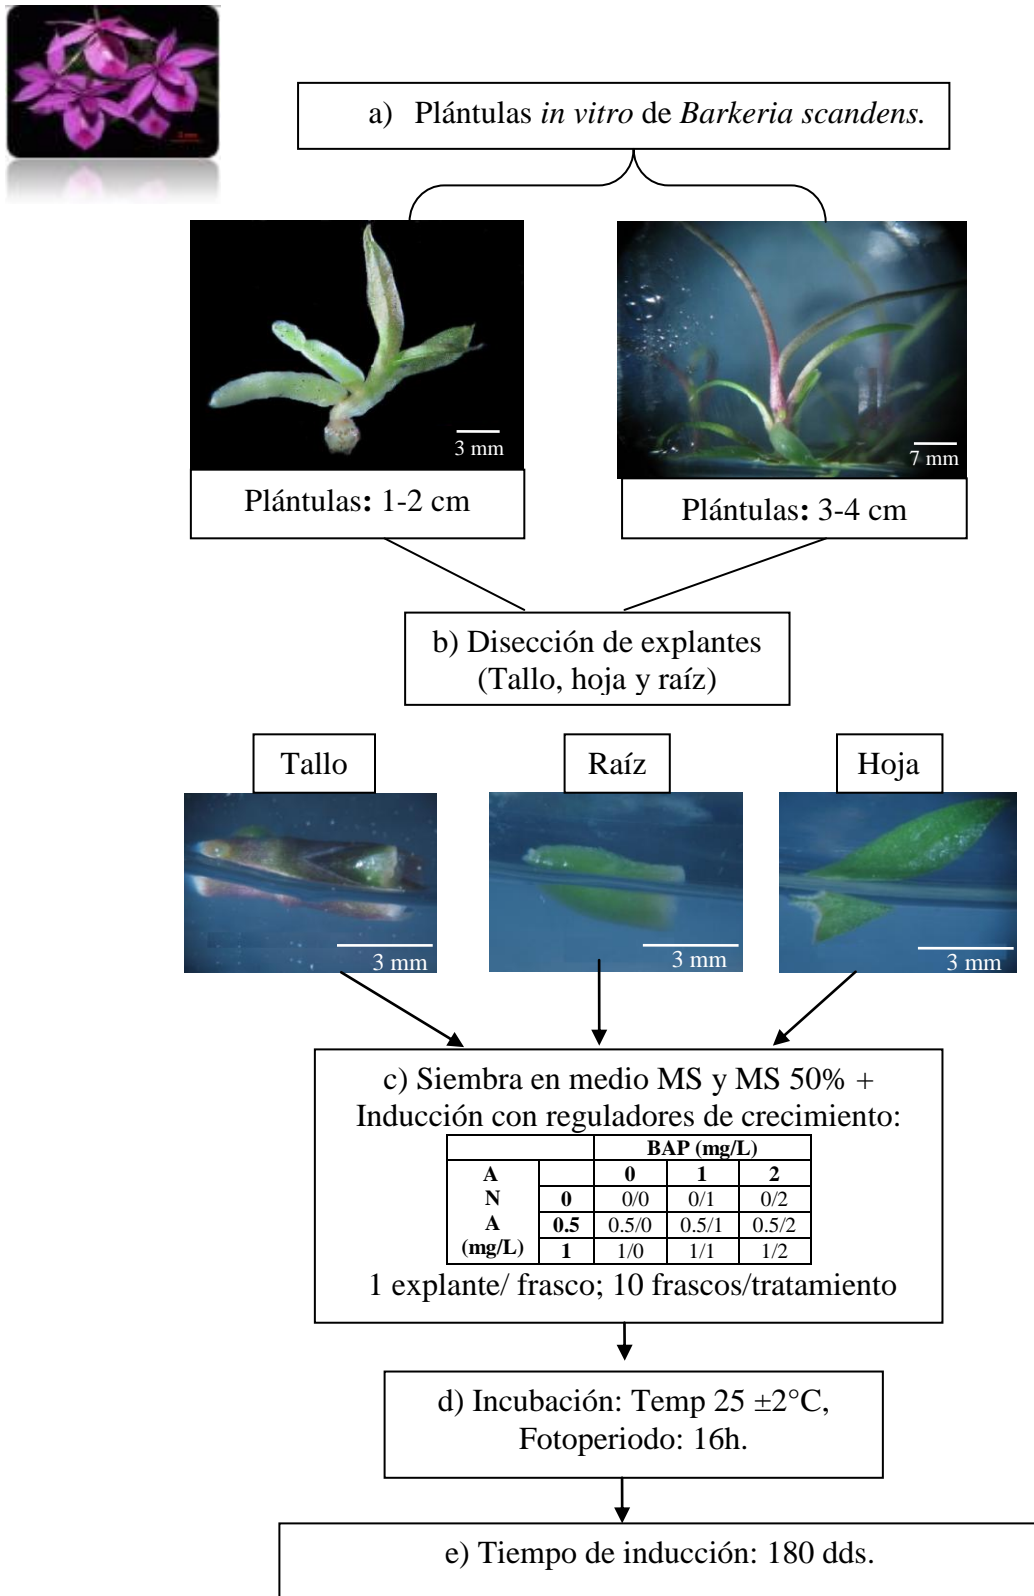 a) Plántulas in vitro de Barkeria scandens.
3 mm
7 mm
Plántulas: 1-2 cm
Plántulas: 3-4 cm
b) Disección de explantes
(Tallo, hoja y raíz)
Tallo
Raíz
Hoja
3 mm
3 mm
3 mm
c) Siembra en medio MS y MS 50% +
Inducción con reguladores de crecimiento:
BAP (mg/L)
A 0 1 2
N 0 0/0 0/1 0/2
A 0.5 0.5/0 0.5/1 0.5/2
(mg/L) 1 1/0 1/1 1/2
1 explante/ frasco; 10 frascos/tratamiento
d) Incubación: Temp 25 ±2°C,
Fotoperiodo: 16h.
e) Tiempo de inducción: 180 dds.